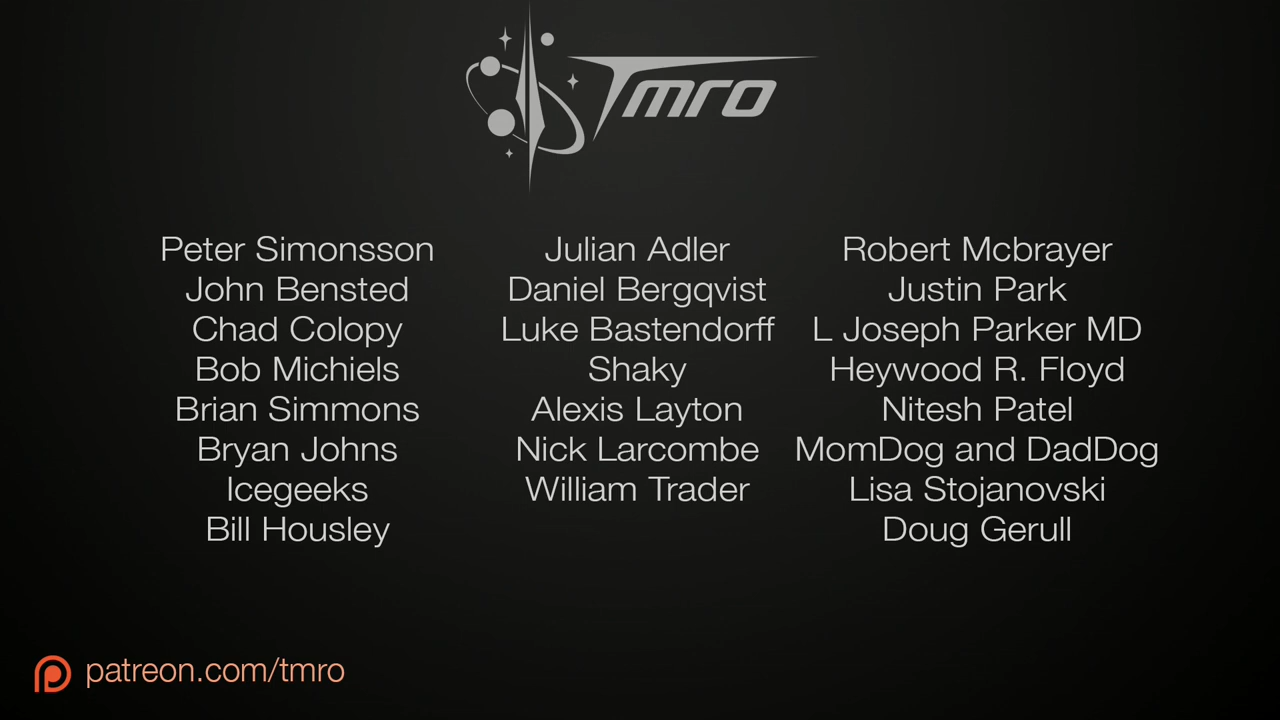 Tmro
Peter Simonsson
John Bensted
Chad Colopy
Bob Michiels
Brian Simmons
Bryan Johns
Icegeeks
Bill Housley
Julian Adler
Daniel Bergqvist
Luke Bastendorff
Shaky
Alexis Layton
Nick Larcombe
William Trader
Robert Mcbrayer
Justin Park
L Joseph Parker MD
Heywood R. Floyd
Nitesh Patel
MomDog and DadDog
Lisa Stojanovski
Doug Gerull
patreon.com/tmro